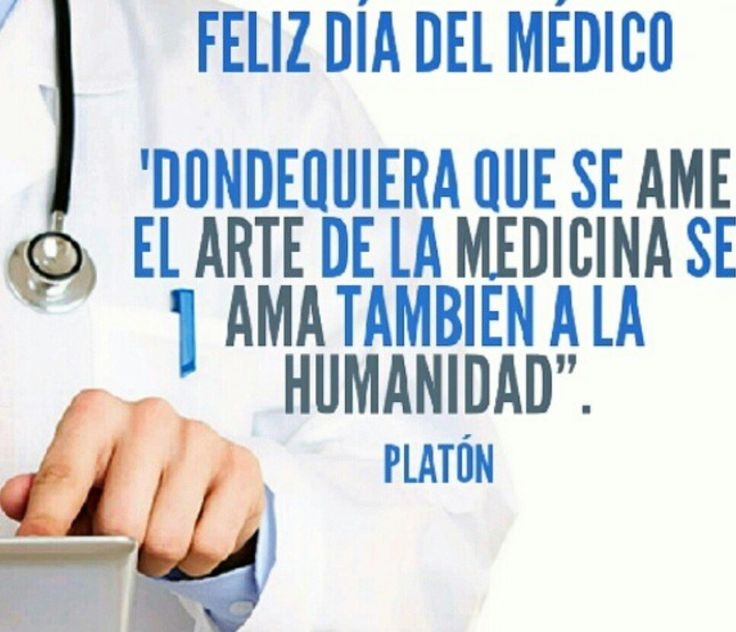 FELIZ DÍA DEL MÉDICO
'DONDEQUIERA QUE SE AME
EL ARTE DE LA MEDICINA SE
AMA TAMBIÉN A LA
HUMANIDAD”.
PLATÓN